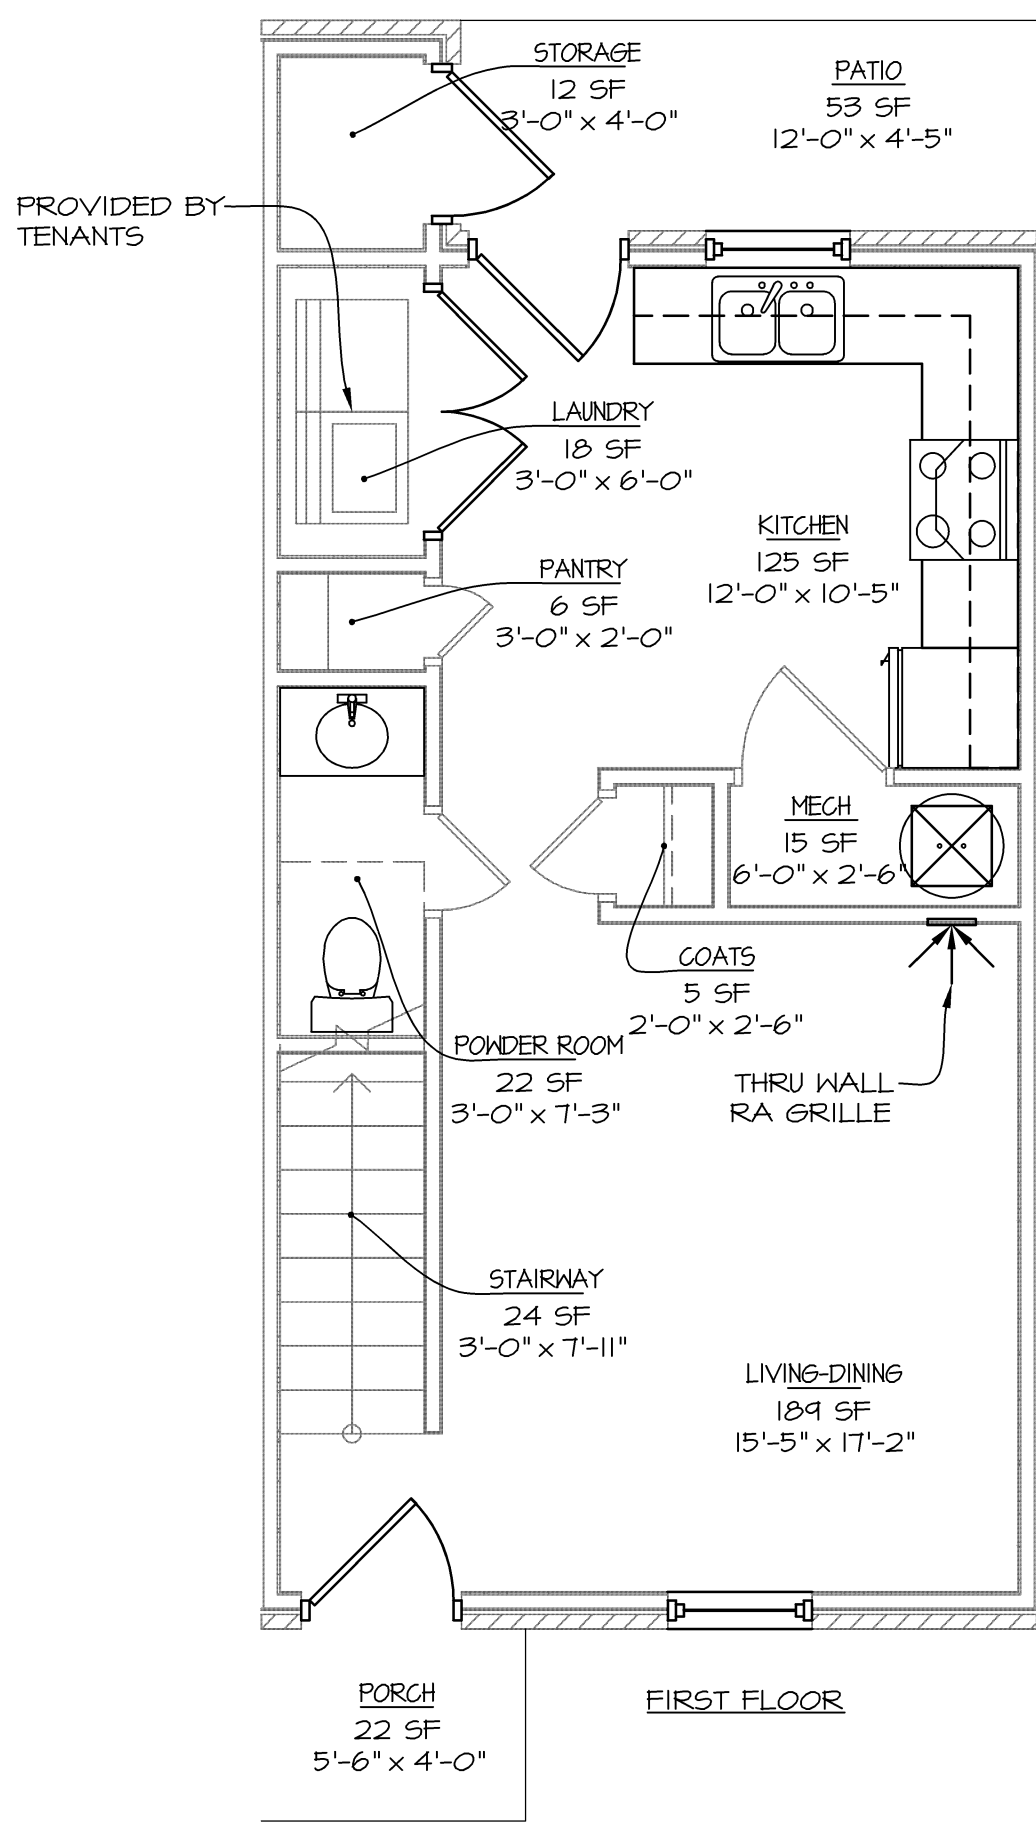 STORAGE
12 SF
3'-0" x 4'-0"
PATIO
53 SF
12'-0" x 4'-5"
PROVIDED BY
TENANTS
LAUNDRY
18 SF
3'-0" x 6'-0"
KITCHEN
125 SF
12'-0" x 10'-5"
PANTRY
6 SF
3'-0" x 2'-0"
MECH
15 SF
6'-0" x 2'-6"
COATS
5 SF
2'-0" x 2'-6"
POWDER ROOM
22 SF
3'-0" x 7'-3"
THRU WALL
RA GRILLE
STAIRWAY
24 SF
3'-0" x 7'-11"
LIVING-DINING
189 SF
15'-5" x 17'-2"
PORCH
22 SF
5'-6" x 4'-0"
FIRST FLOOR